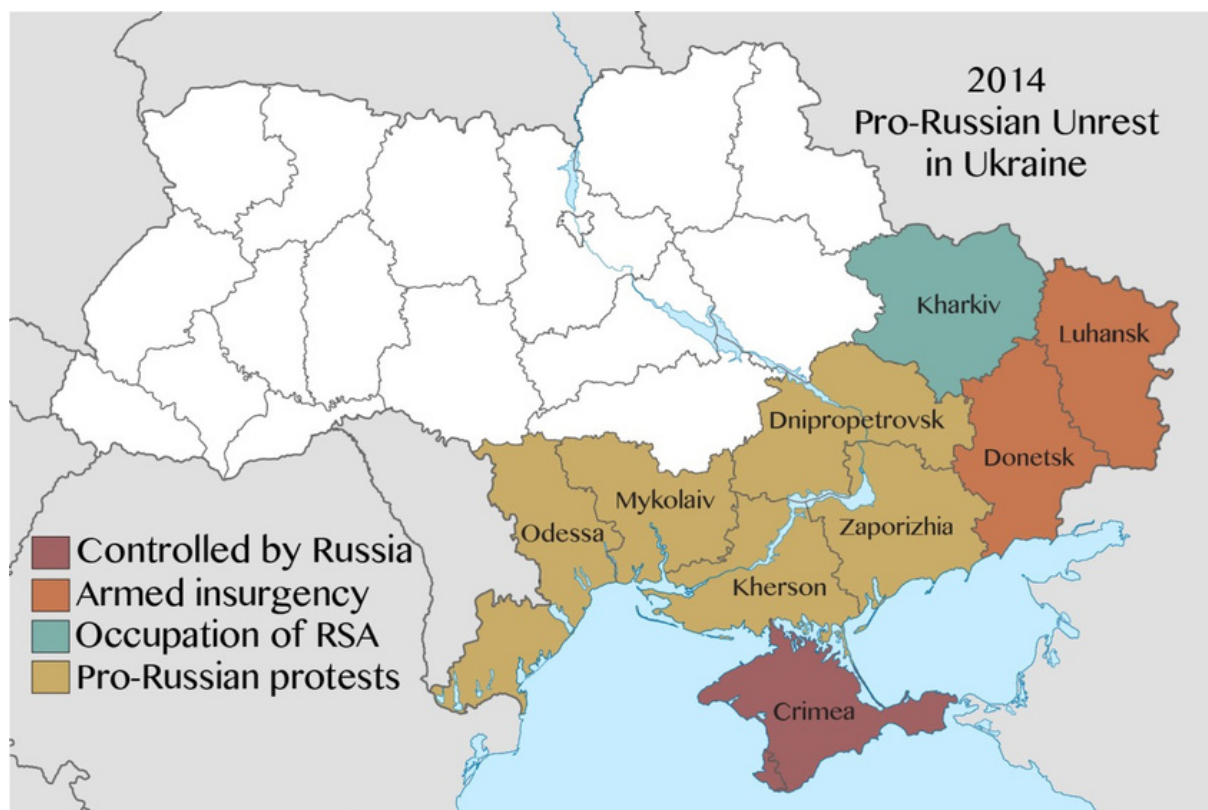 2014
Pro-Russian Unrest
in Ukraine
Kharkiv
Luhansk
Dnipropetrovsk
Donetsk
Mykolaiv
Odessa
Zaporizhia
Kherson
Crimea
Controlled by Russia
Armed insurgency
Occupation of RSA
Pro-Russian protests